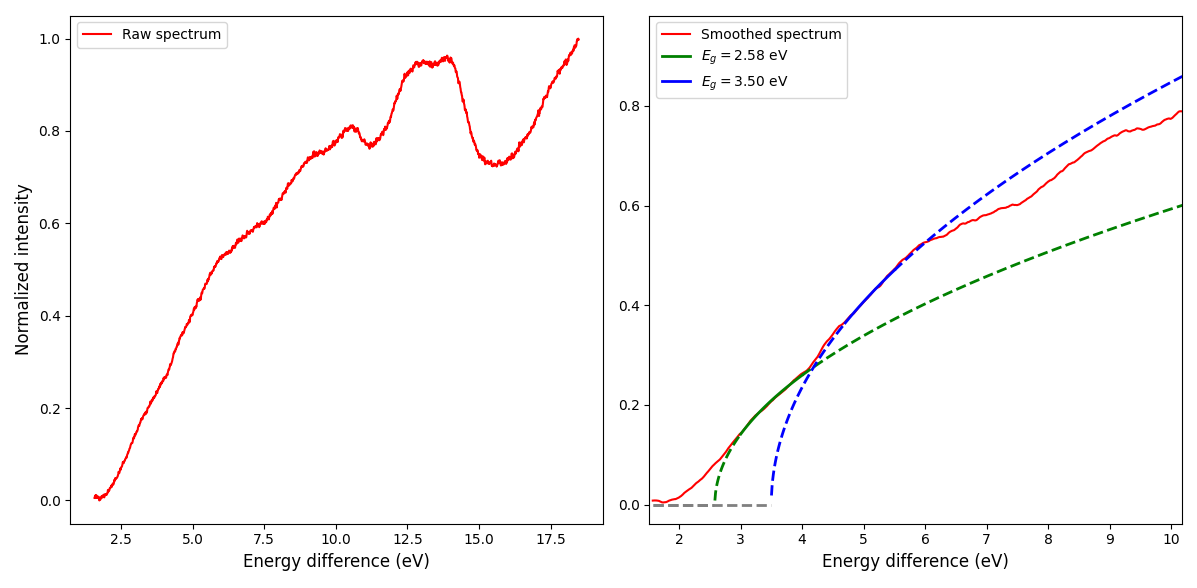 Raw spectrum
1.0
0.8
0.6
0.4
0.2
0.0
Normalized intensity
2.5 5.0 7.5 10.0 12.5 15.0 17.5
Energy difference (eV)
Smoothed spectrum
E_g = 2.58 eV
E_g = 3.50 eV
0.8
0.6
0.4
0.2
0.0
2 3 4 5 6 7 8 9 10
Energy difference (eV)